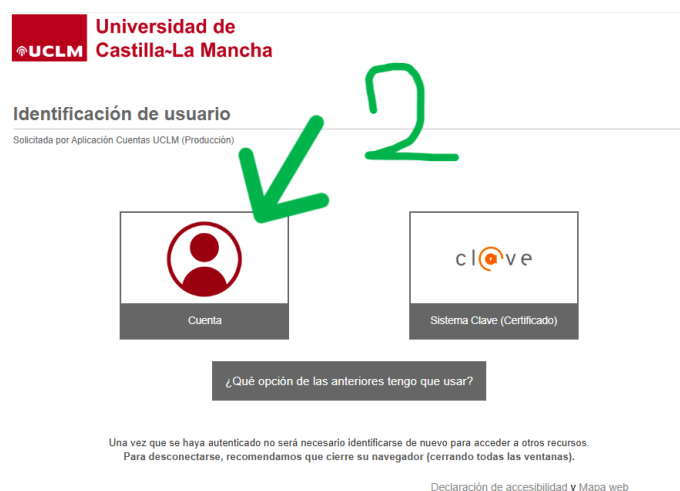 Universidad de
UCLM Castilla~La Mancha
2
Identificación de usuario
Solicitada por Aplicación Cuentas UCLM (Producción)
cl@ve
Cuenta
Sistema Clave (Certificado)
¿Qué opción de las anteriores tengo que usar?
Una vez que se haya autenticado no será necesario identificarse de nuevo para acceder a otros recursos.
Para desconectarse, recomendamos que cierre su navegador (cerrando todas las ventanas).
Declaración de accesibilidad y Mapa web